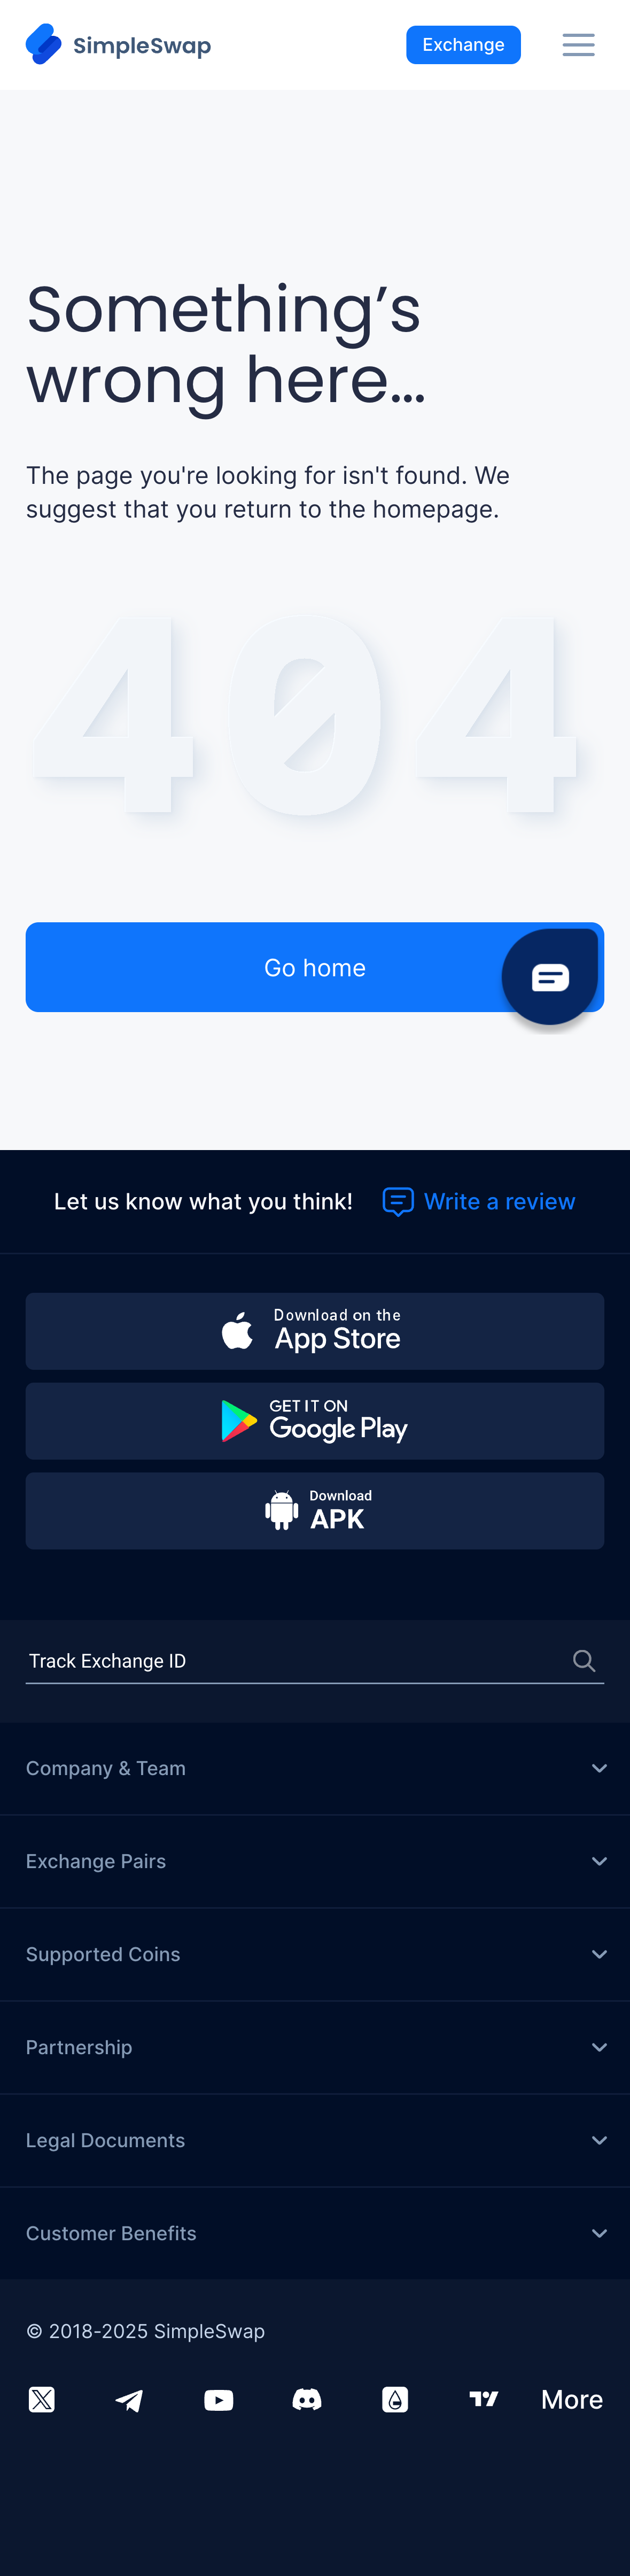 SimpleSwap
Exchange
Something’s
wrong here...
The page you're looking for isn't found. We
suggest that you return to the homepage.
404
Go home
Let us know what you think!
Write a review
Download on the
App Store
GET IT ON
Google Play
Download
APK
Track Exchange ID
Company & Team
Exchange Pairs
Supported Coins
Partnership
Legal Documents
Customer Benefits
© 2018-2025 SimpleSwap
More